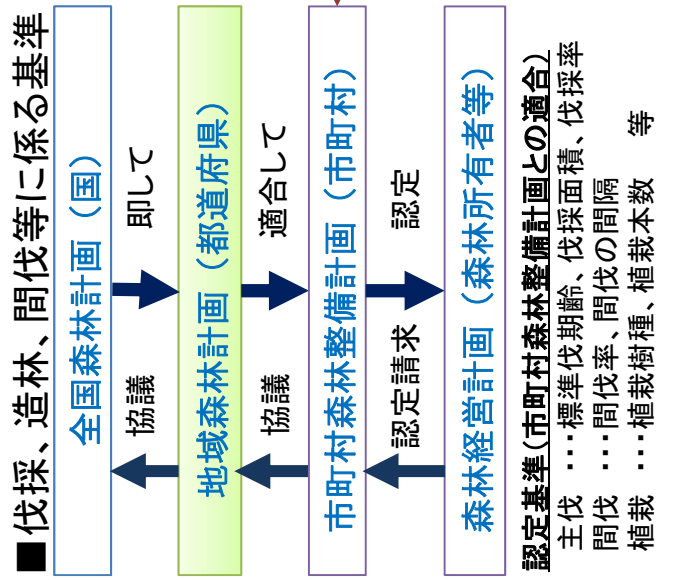 ■伐採、造林、間伐等に係る基準
全国森林計画（国）
協議　即して
地域森林計画（都道府県）
協議　適合して
市町村森林整備計画（市町村）
認定請求　認定
森林経営計画（森林所有者等）
認定基準（市町村森林整備計画との適合）
主伐　･･･標準伐期齢、伐採面積、伐採率
間伐　･･･間伐率、間伐の間隔
植栽　･･･植栽樹種、植栽本数　等